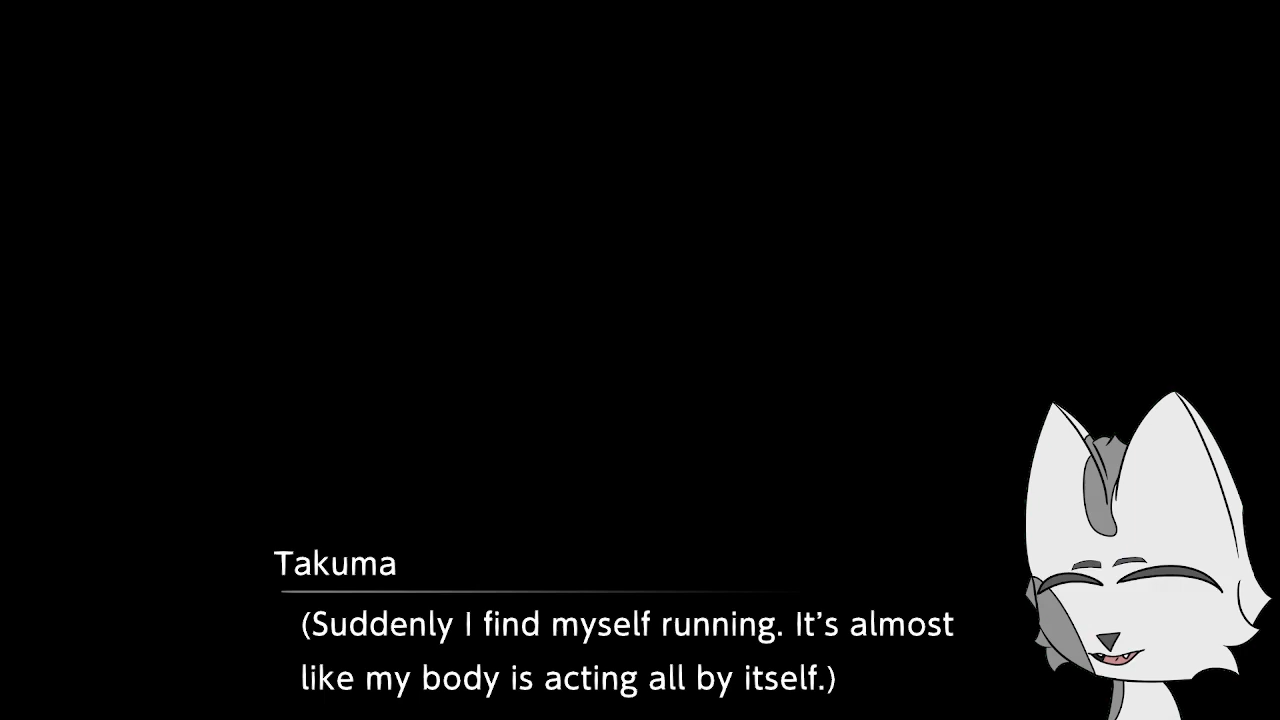 Takuma
(Suddenly I find myself running. It’s almost
like my body is acting all by itself.)